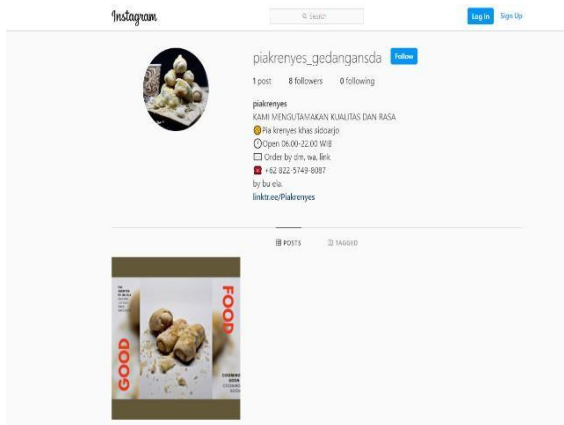 Instagram
Search
Log In
Sign Up
piakrenyes_gedangansda
Follow
1 post 8 followers 0 following
piakrenyes
KAMI MENGUTAMAKAN KUALITAS DAN RASA
Pia krenyes khas sidoarjo
Open 06.00-22.00 WIB
Order by dm, wa, link
+62 822-5749-8087
by bu ela.
linktr.ee/Piakrenyes
POSTS
TAGGED
GOOD
FOOD